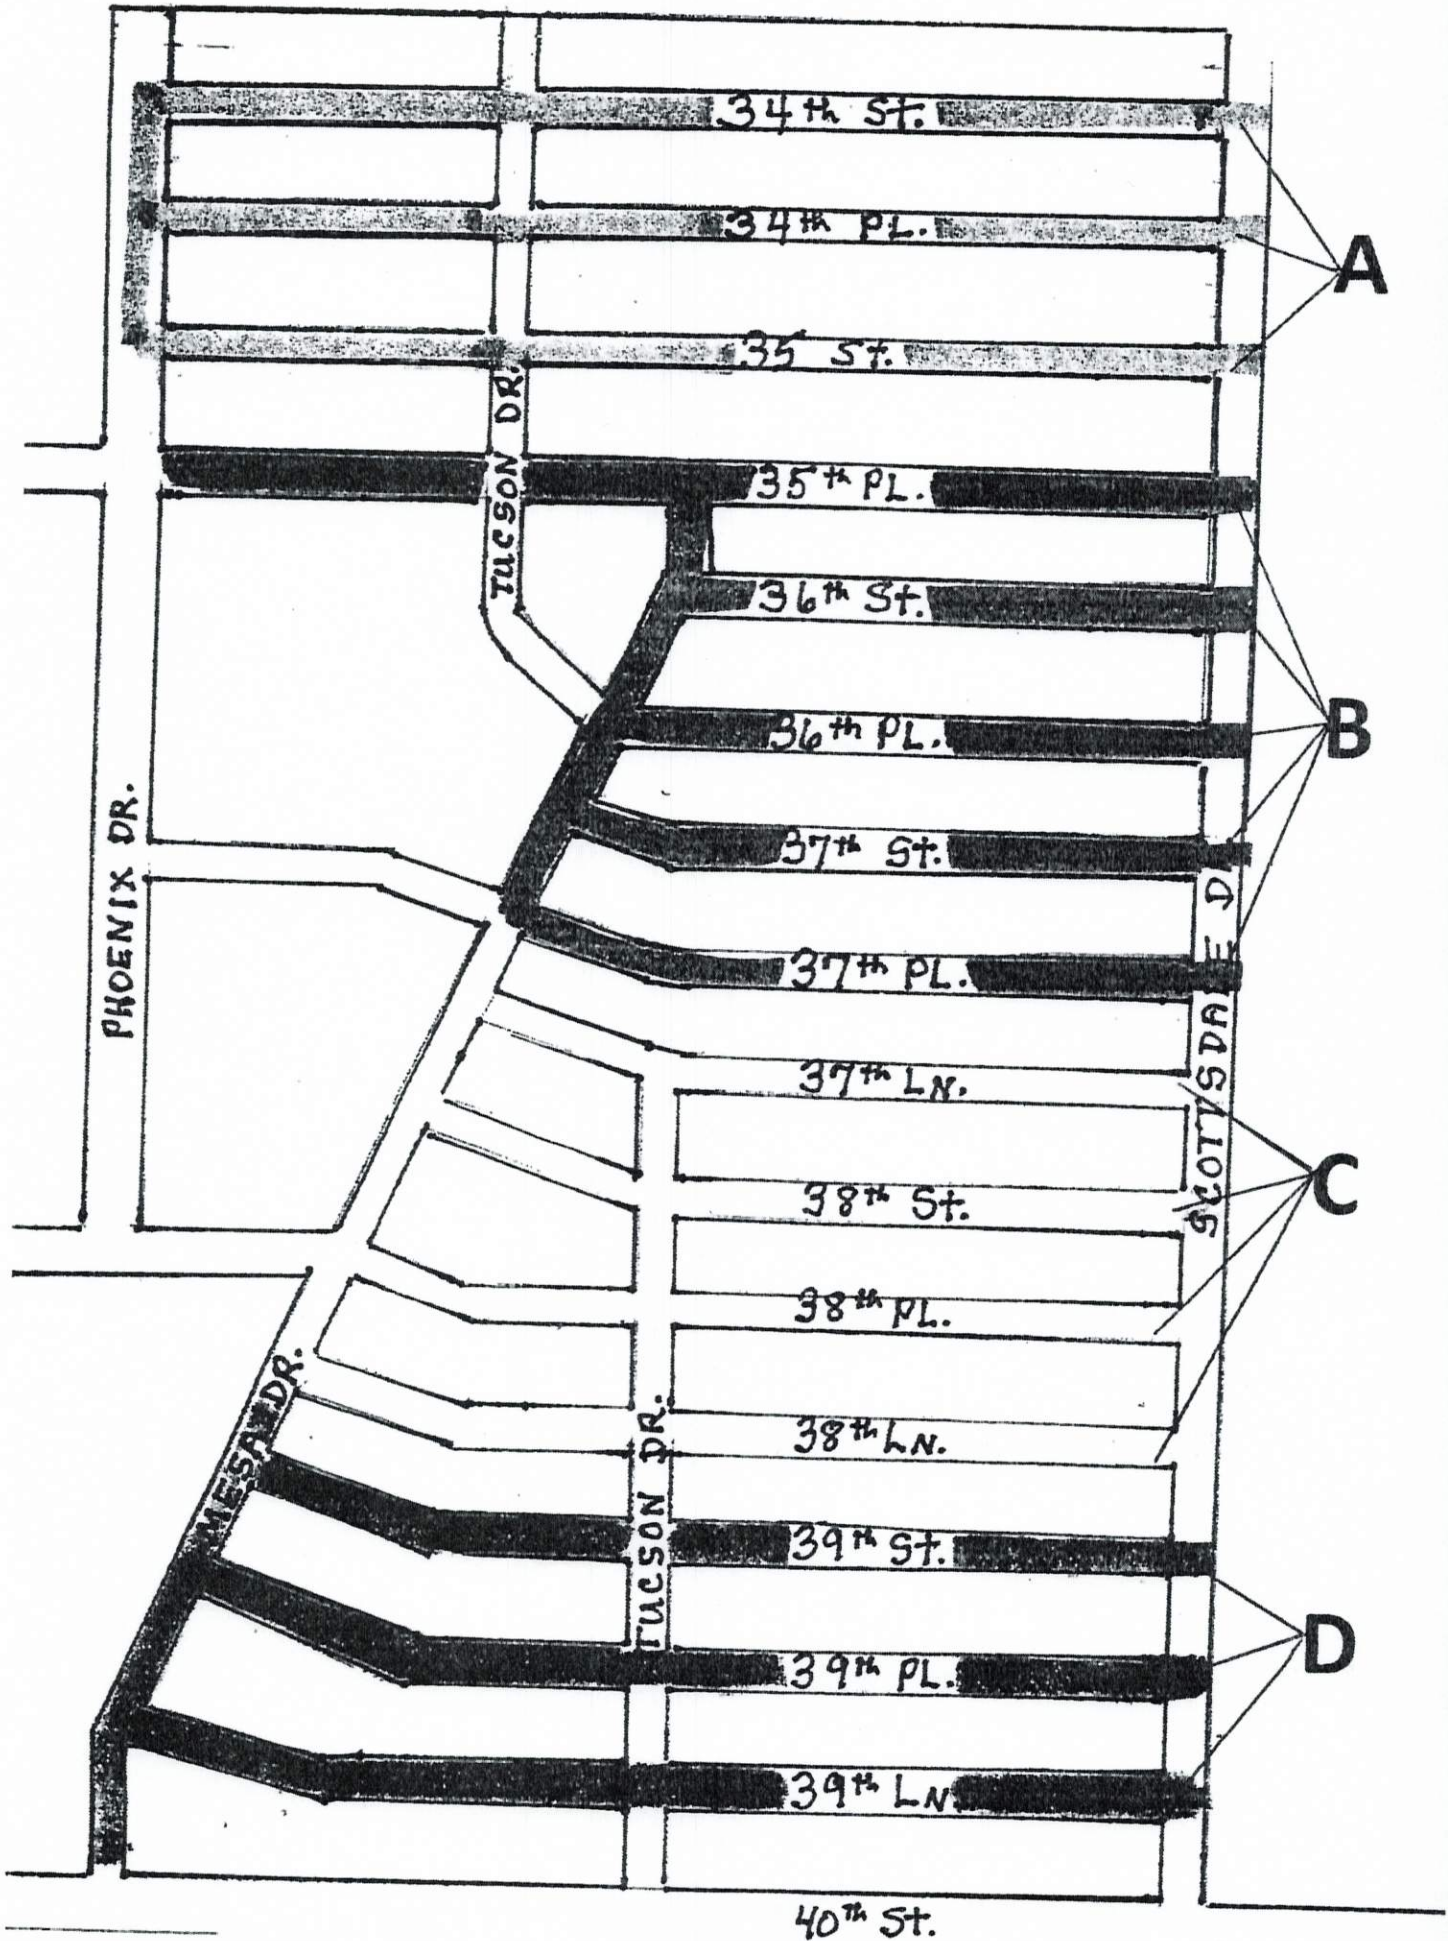 34th St.
34th PL.
A
35 St.
TUCSON DR.
35th PL.
36th St.
36th PL.
B
PHOENIX DR.
37th St.
37th PL.
SCOTTSDALE D
37th LN.
38th St.
C
38th PL.
MESA DR.
38th LN.
TUCSON DR.
39th St.
39th PL.
D
39th LN
40th St.